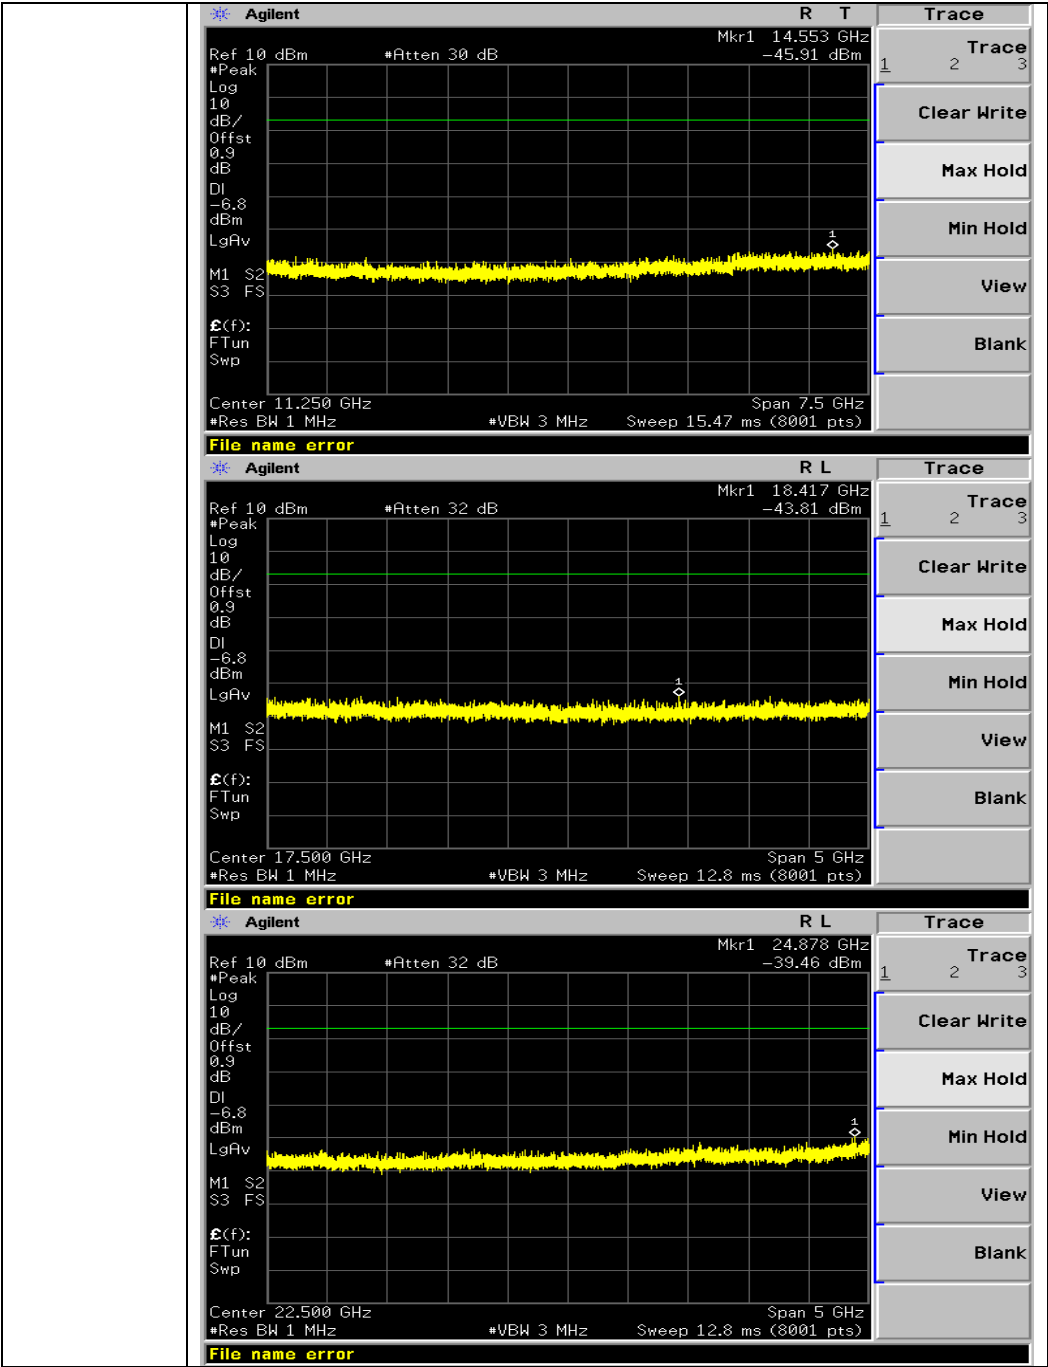 Agilent R T Trace
Mkr1 14.553 GHz
Ref 10 dBm #Atten 30 dB -45.91 dBm
Trace
1 2 3
#Peak
Log
10
dB/
Offst
0.9
dB
DI
-6.8
dBm
LgAv
M1 S2
S3 FS
£(f):
FTun
Swp
1
Clear Write
Max Hold
Min Hold
View
Blank
Center 11.250 GHz Span 7.5 GHz
#Res BW 1 MHz #VBW 3 MHz Sweep 15.47 ms (8001 pts)
File name error
Agilent R L Trace
Mkr1 18.417 GHz
Ref 10 dBm #Atten 32 dB -43.81 dBm
Trace
1 2 3
#Peak
Log
10
dB/
Offst
0.9
dB
DI
-6.8
dBm
LgAv
M1 S2
S3 FS
£(f):
FTun
Swp
1
Clear Write
Max Hold
Min Hold
View
Blank
Center 17.500 GHz Span 5 GHz
#Res BW 1 MHz #VBW 3 MHz Sweep 12.8 ms (8001 pts)
File name error
Agilent R L Trace
Mkr1 24.878 GHz
Ref 10 dBm #Atten 32 dB -39.46 dBm
Trace
1 2 3
#Peak
Log
10
dB/
Offst
0.9
dB
DI
-6.8
dBm
LgAv
M1 S2
S3 FS
£(f):
FTun
Swp
1
Clear Write
Max Hold
Min Hold
View
Blank
Center 22.500 GHz Span 5 GHz
#Res BW 1 MHz #VBW 3 MHz Sweep 12.8 ms (8001 pts)
File name error